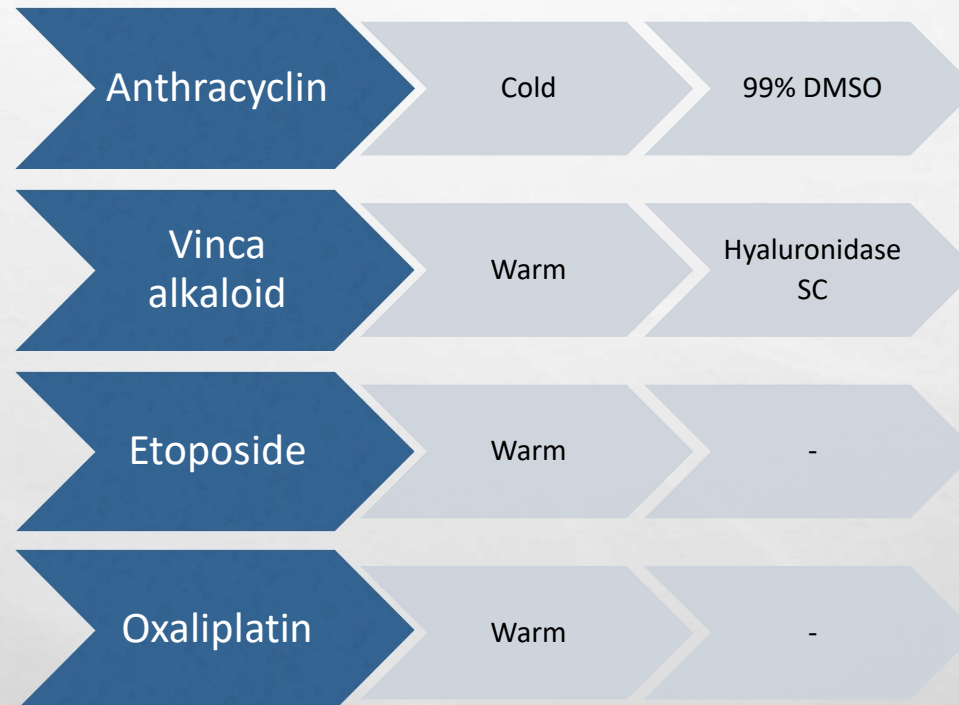 Anthracyclin
Cold
99% DMSO
Vinca
alkaloid
Warm
Hyaluronidase
SC
Etoposide
Warm
-
Oxaliplatin
Warm
-